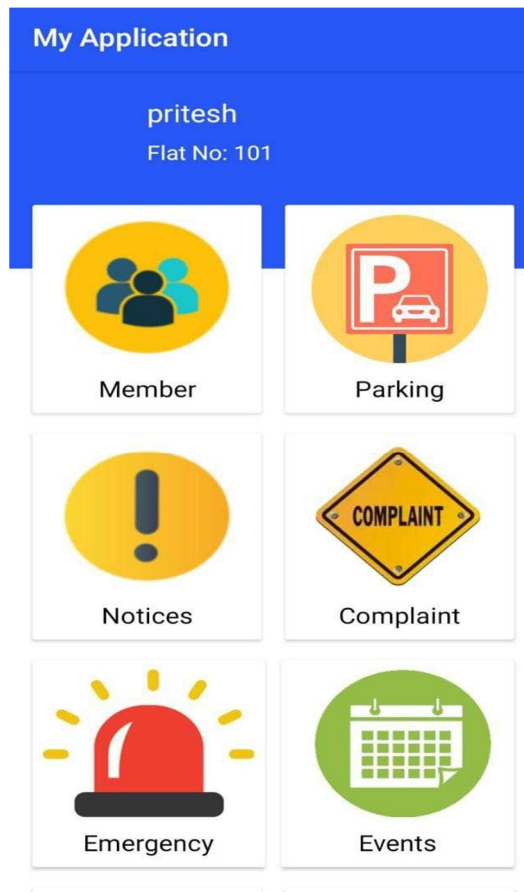 My Application
pritesh
Flat No: 101
P
Member
Parking
COMPLAINT
Notices
Complaint
Emergency
Events